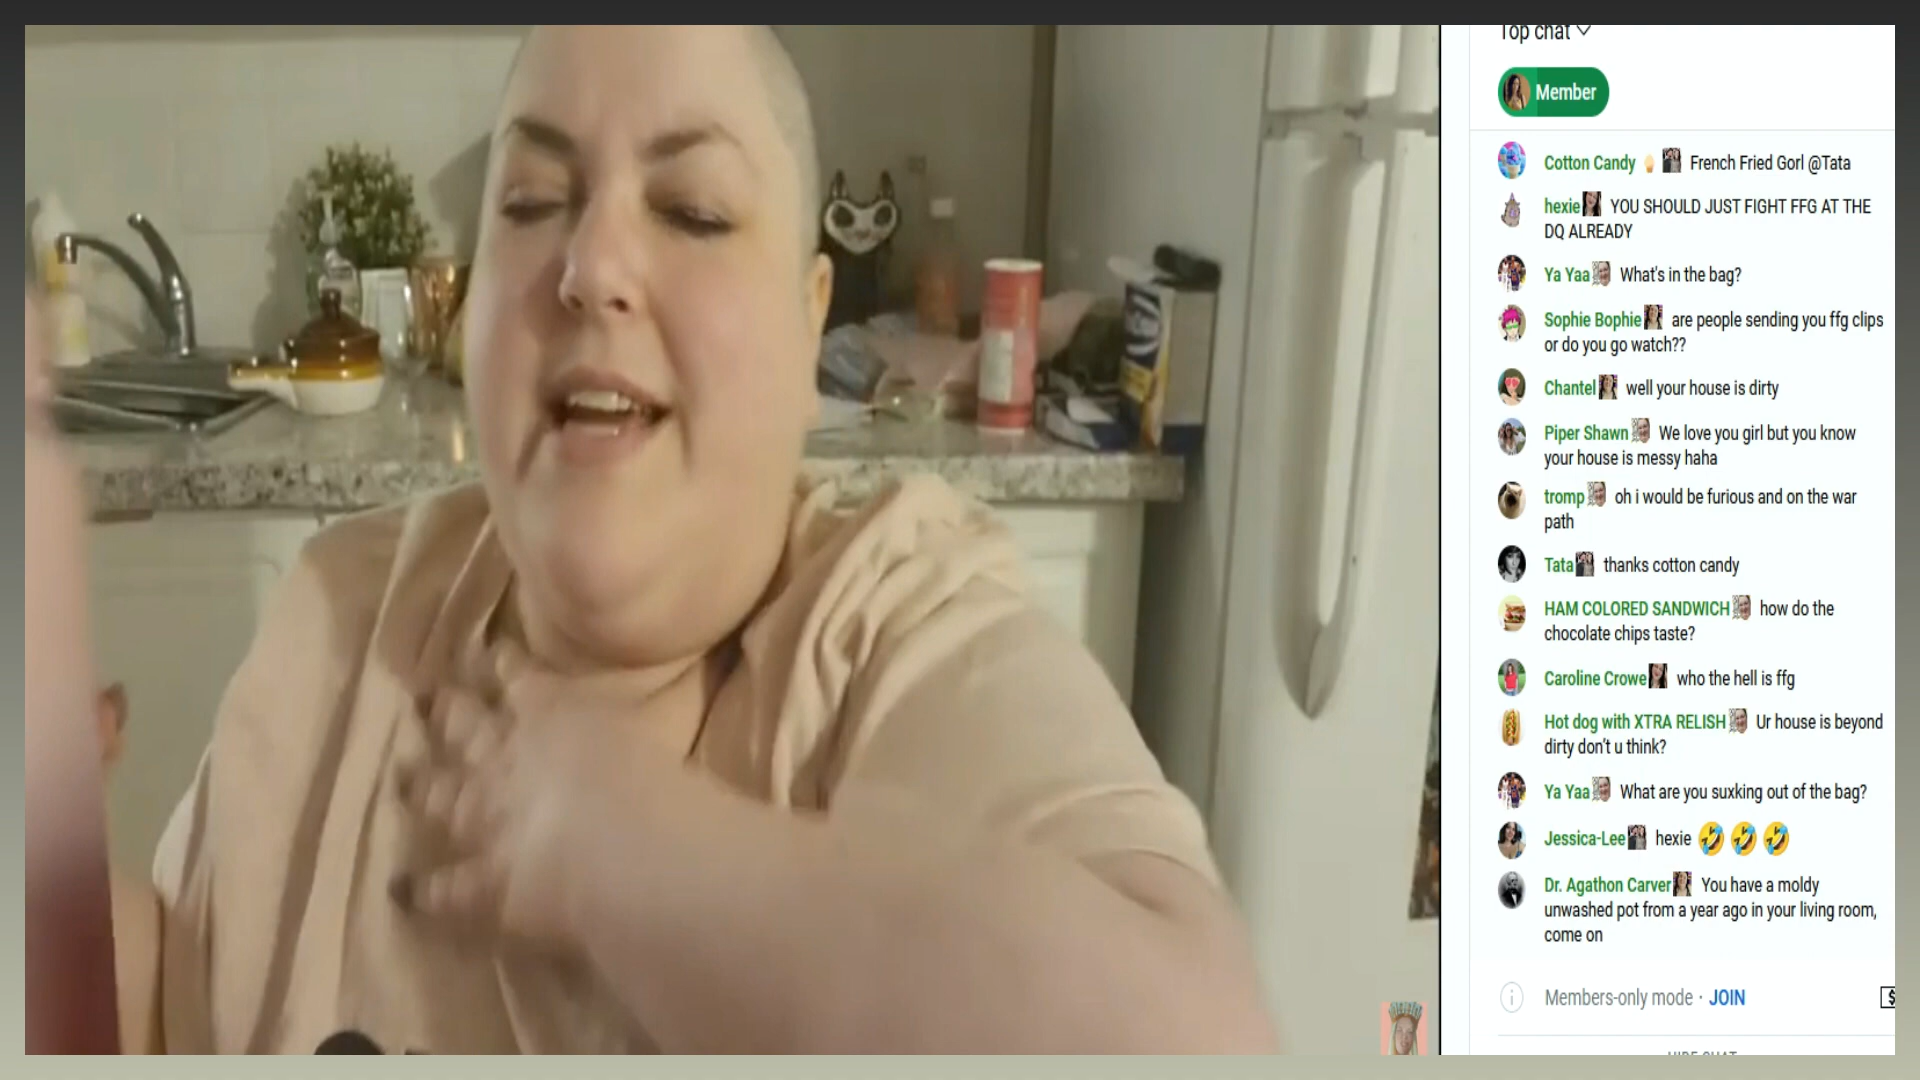 Top chat
Member
Cotton Candy French Fried Gorl @Tata
hexie YOU SHOULD JUST FIGHT FFG AT THE
DQ ALREADY
Ya Yaa What's in the bag?
Sophie Bophie are people sending you ffg clips
or do you go watch??
Chantel well your house is dirty
Piper Shawn We love you girl but you know
your house is messy haha
tromp oh i would be furious and on the war
path
Tata thanks cotton candy
HAM COLORED SANDWICH how do the
chocolate chips taste?
Caroline Crowe who the hell is ffg
Hot dog with XTRA RELISH Ur house is beyond
dirty don’t u think?
Ya Yaa What are you suxking out of the bag?
Jessica-Lee hexie 🤣🤣🤣
Dr. Agathon Carver You have a moldy
unwashed pot from a year ago in your living room,
come on
Members-only mode · JOIN
$
HIDE CHAT